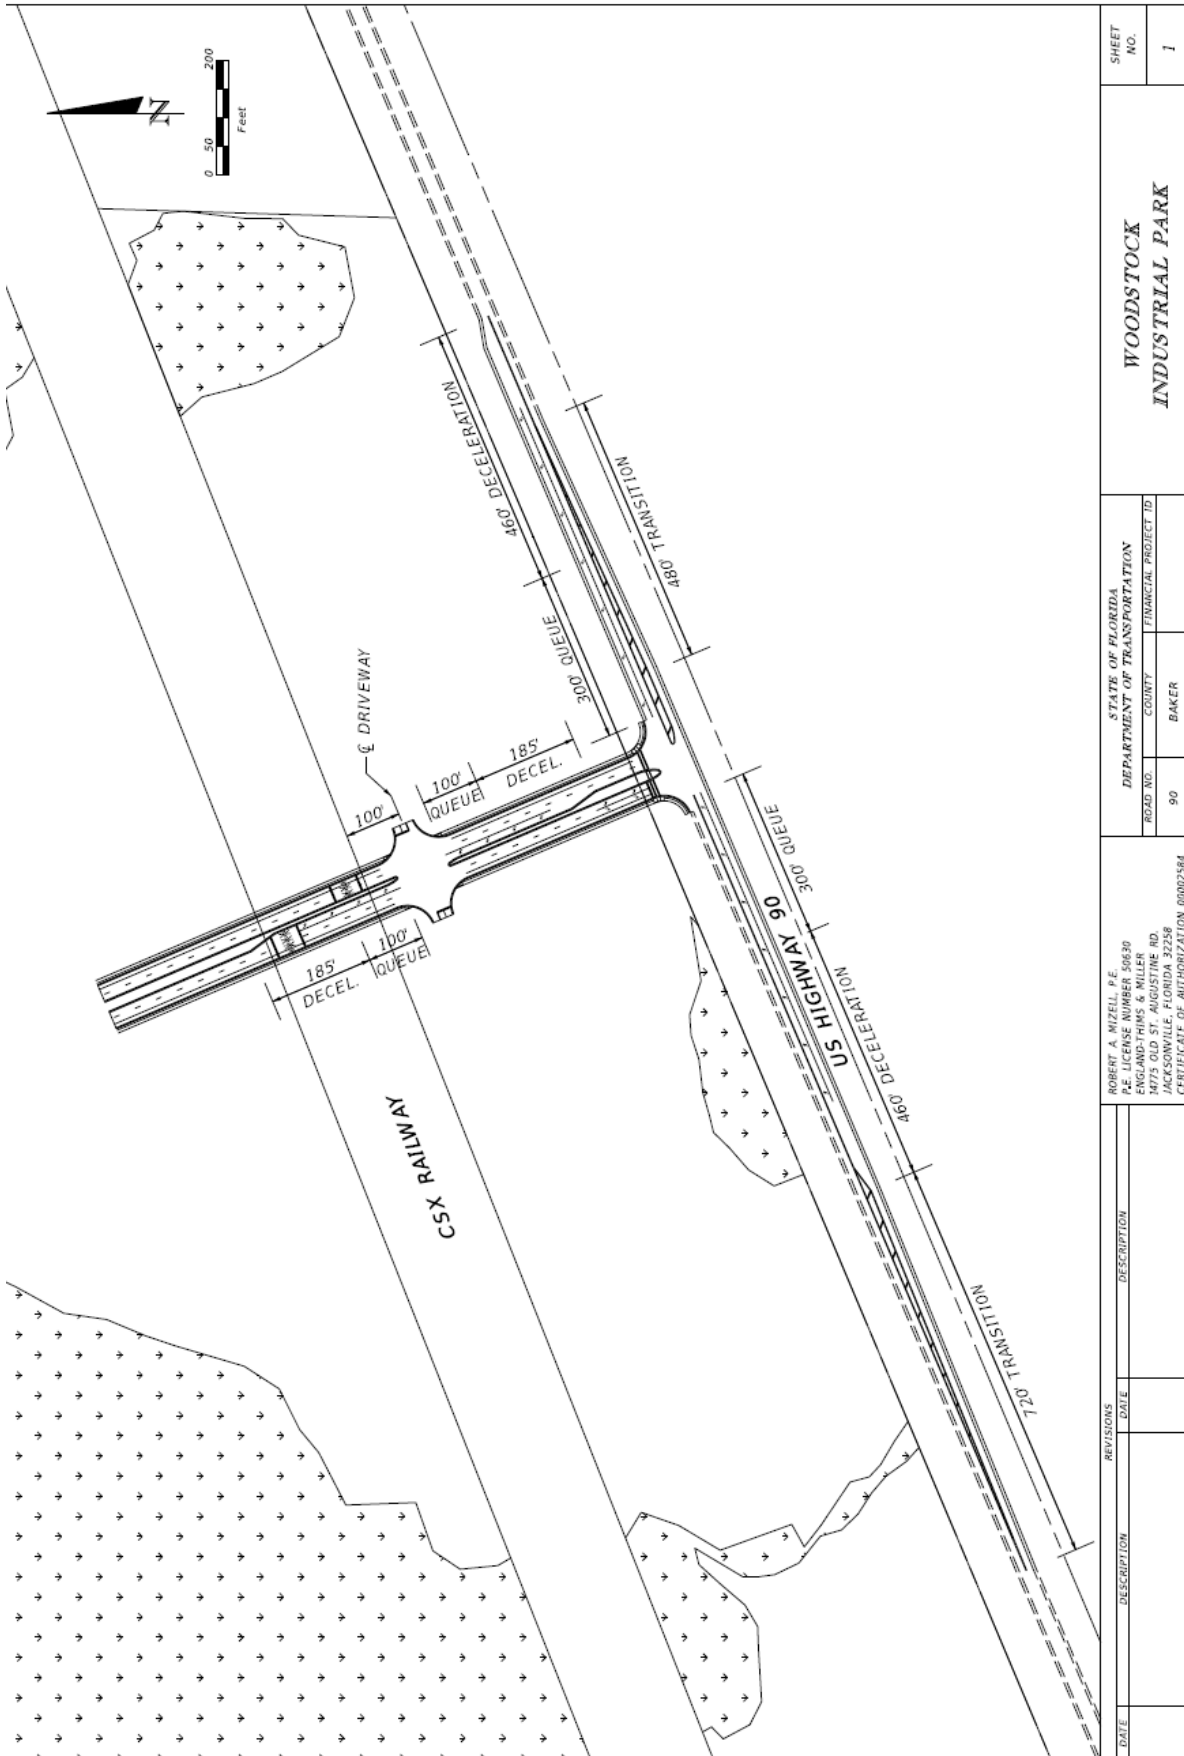 N
0 50 200
Feet
460' DECELERATION
300' QUEUE
480' TRANSITION
℄ DRIVEWAY
100'
100'
QUEUE
185'
DECEL.
185'
DECEL.
100'
QUEUE
CSX RAILWAY
300' QUEUE
US HIGHWAY 90
460' DECELERATION
720' TRANSITION
REVISIONS
DATE DESCRIPTION DATE DESCRIPTION
ROBERT A. MIZELL, P.E.
P.E. LICENSE NUMBER 50630
ENGLAND-THIMS & MILLER
14775 OLD ST. AUGUSTINE RD.
JACKSONVILLE, FLORIDA 32258
CERTIFICATE OF AUTHORIZATION 00002584
STATE OF FLORIDA
DEPARTMENT OF TRANSPORTATION
ROAD NO. COUNTY FINANCIAL PROJECT ID
90 BAKER
WOODSTOCK
INDUSTRIAL PARK
SHEET
NO.
1